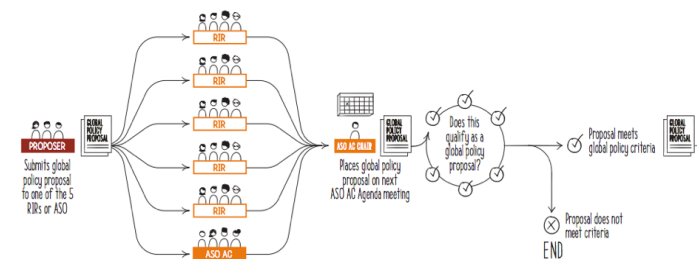 RIR
RIR
RIR
RIR
RIR
ASO AC
PROPOSER
Submits global
policy proposal
to one of the 5
RIRs or ASO
GLOBAL
POLICY
PROPOSAL
ASO AC CHAIR
Places global policy
proposal on next
ASO AC Agenda meeting
GLOBAL
POLICY
PROPOSAL
Does this
qualify as a
global policy
proposal?
Proposal meets
global policy criteria
GLOBAL
POLICY
PROPOSAL
Proposal does not
meet criteria
END